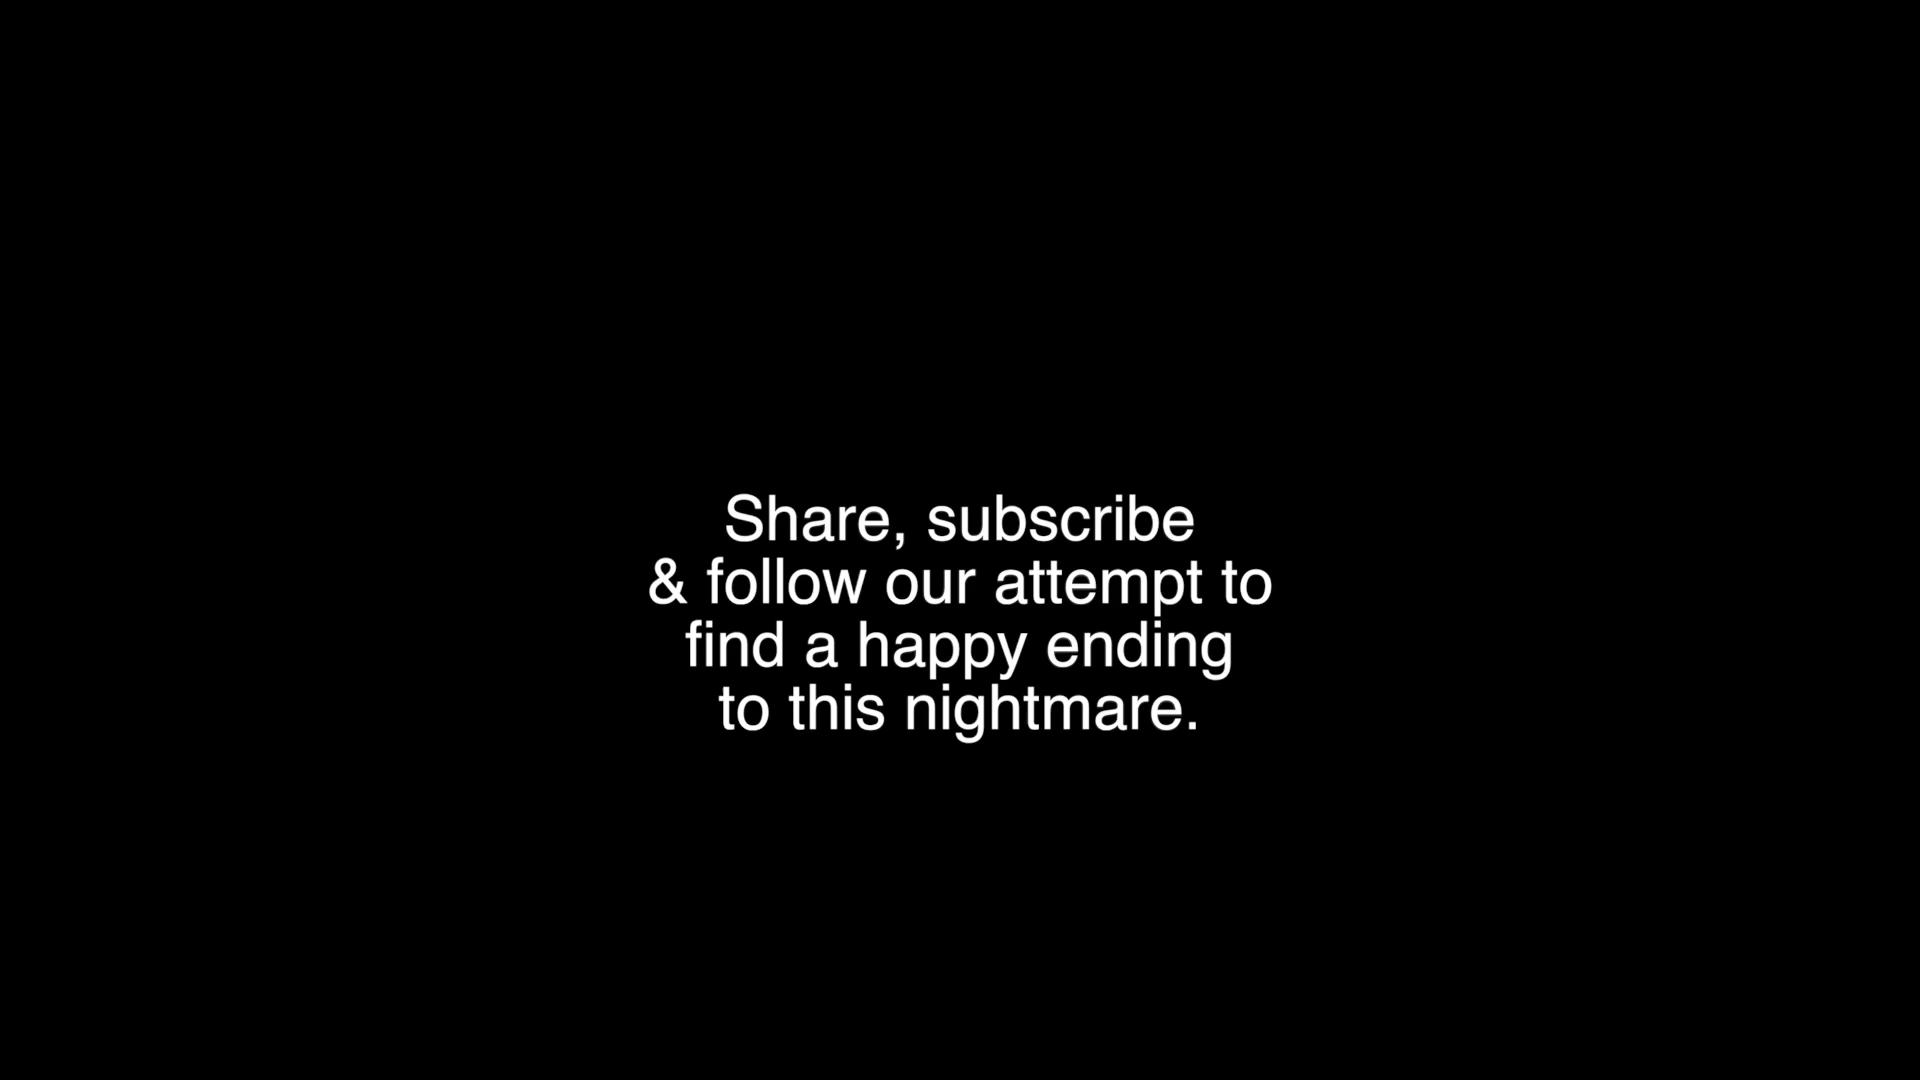 Share, subscribe
& follow our attempt to
find a happy ending
to this nightmare.